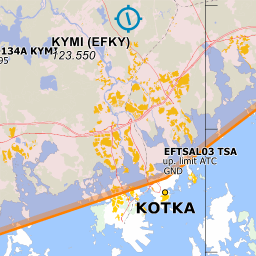 KYMI (EFKY)
123.550
134A KYMI
95
EFTSAL03 TSA
up. limit ATC
GND
KOTKA